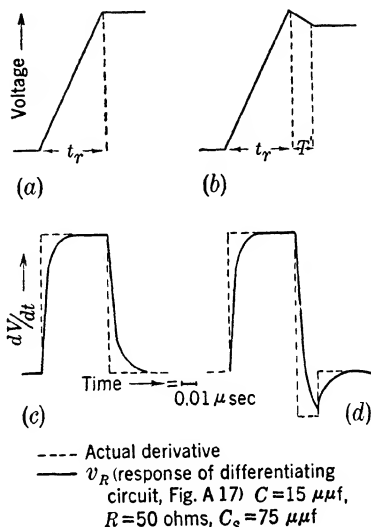 Voltage →
t_r
(a)
t_r T
(b)
dV/dt →
(c)
Time → = 0.01 μ sec
(d)
---- Actual derivative
— v_R (response of differentiating
circuit, Fig. A 17) C = 15 μμf,
R = 50 ohms, C_s = 75 μμf